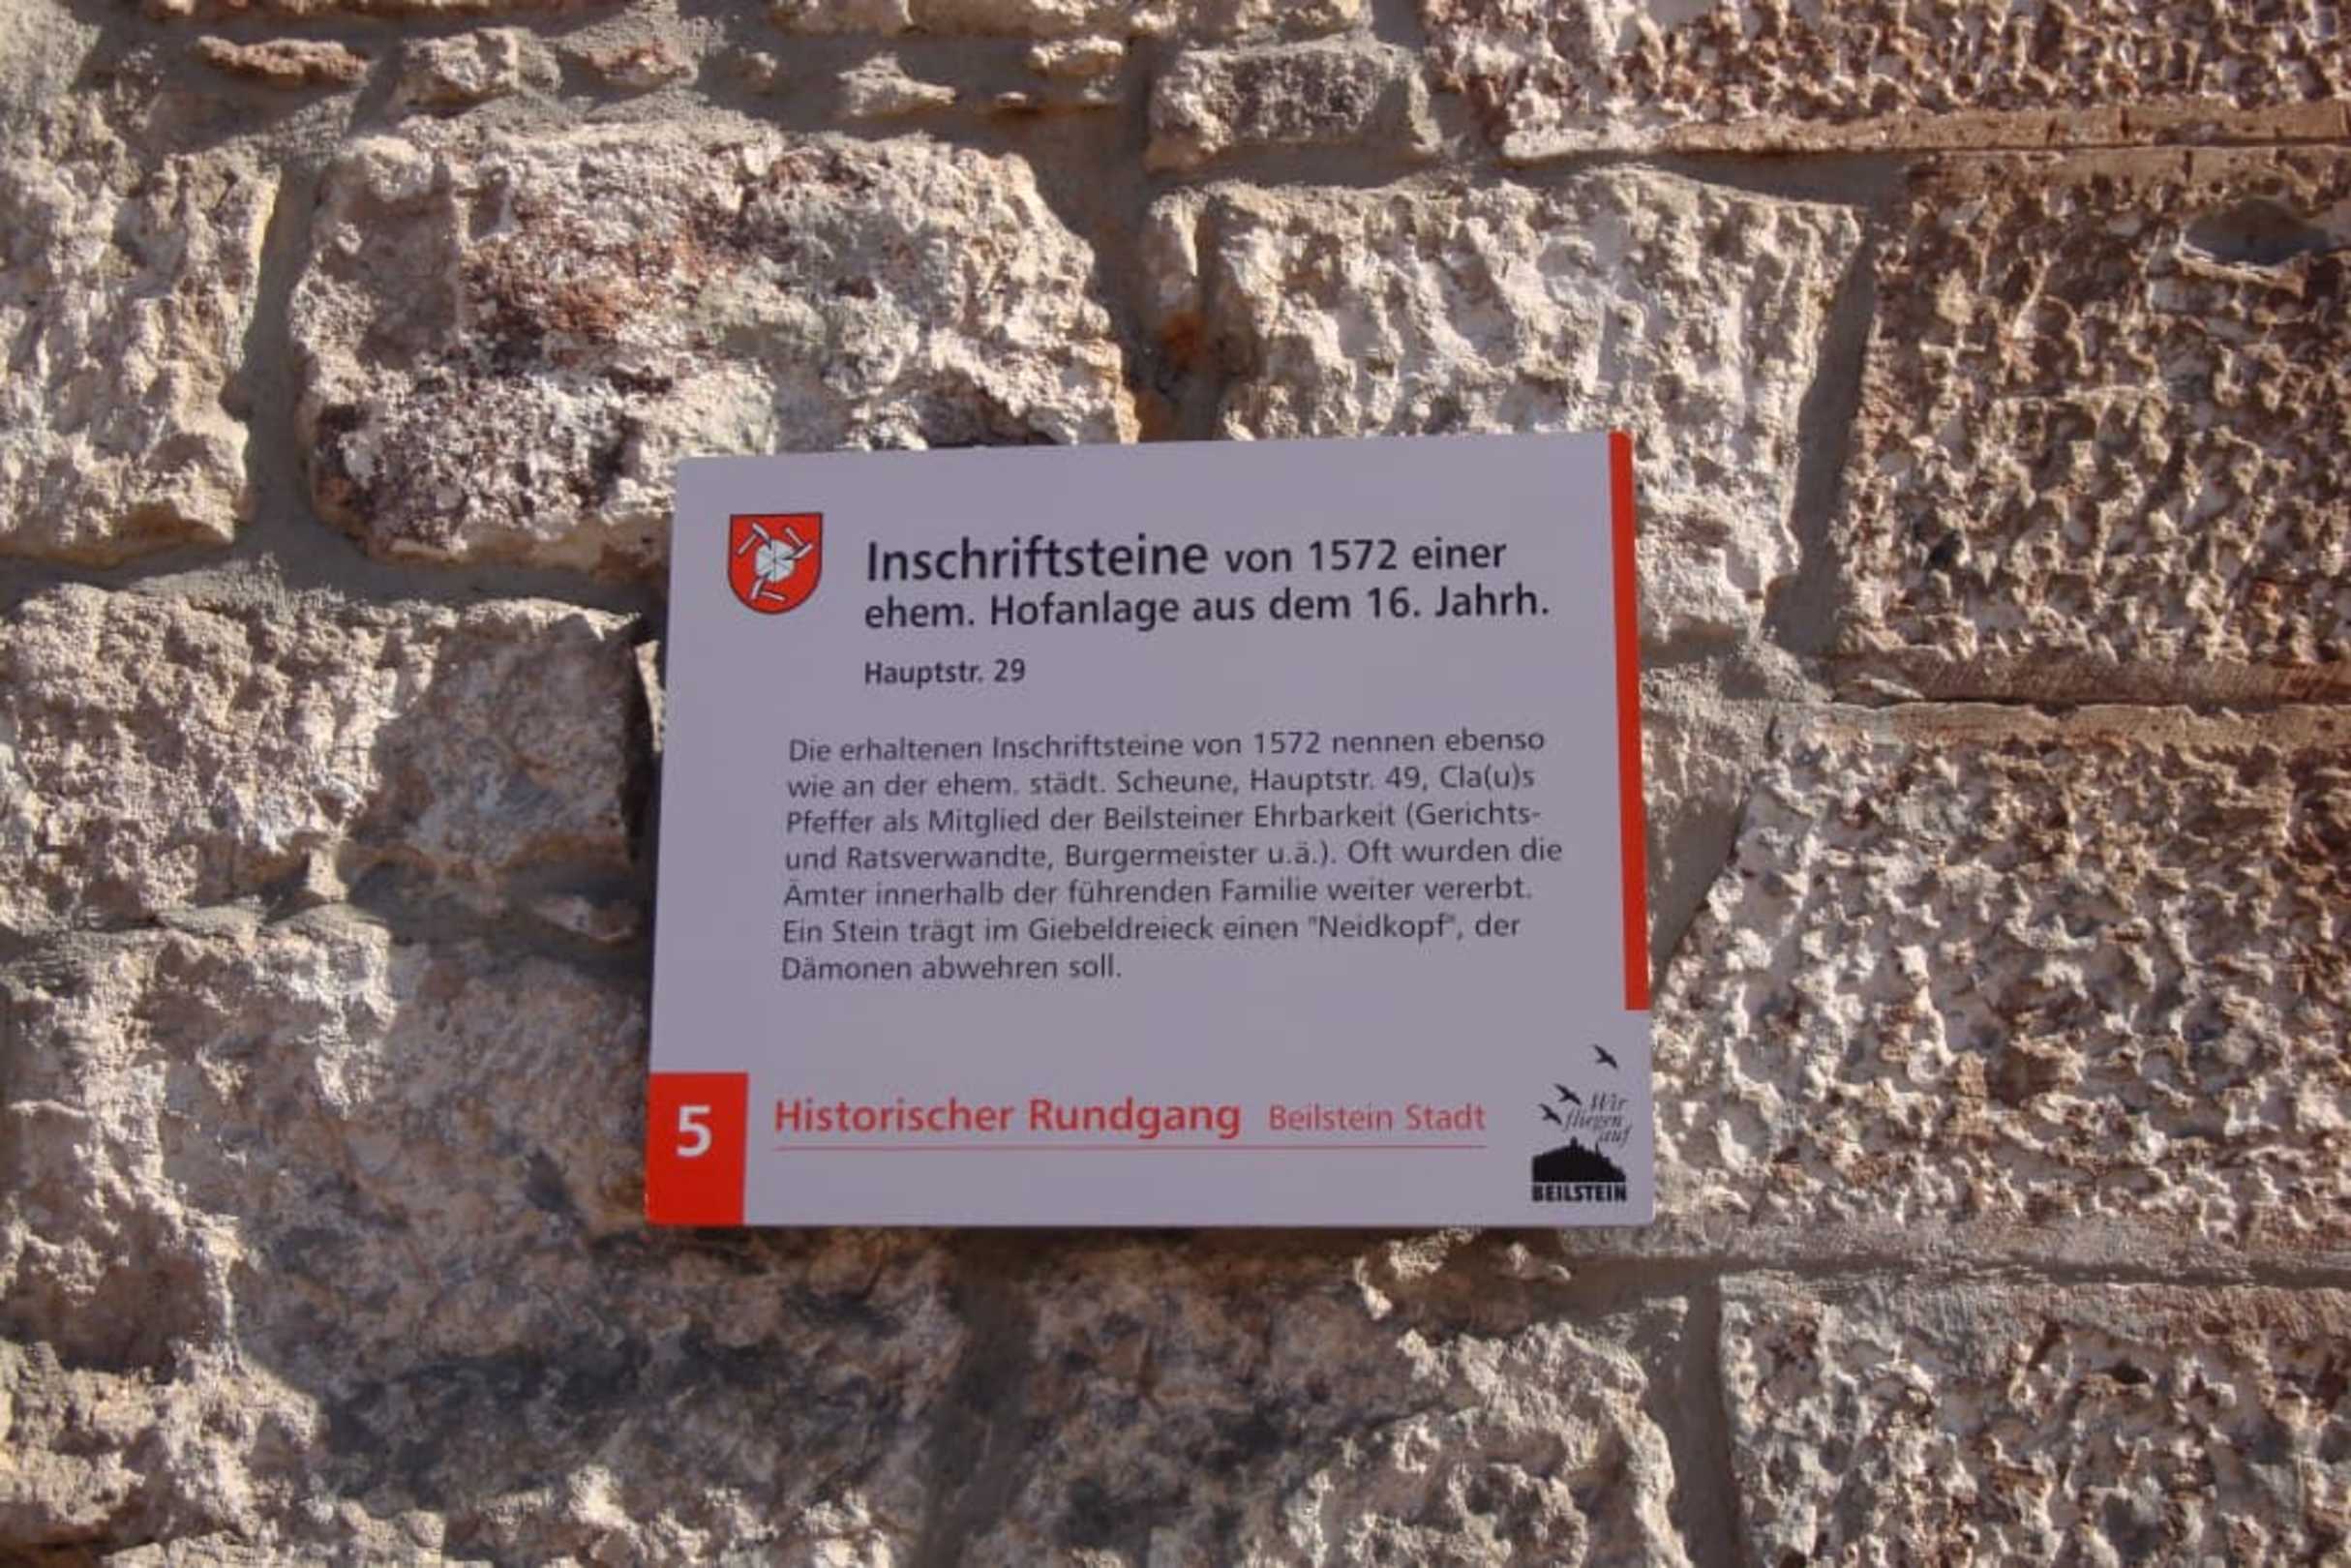 Inschriftsteine von 1572 einer
ehem. Hofanlage aus dem 16. Jahrh.
Hauptstr. 29
Die erhaltenen Inschriftsteine von 1572 nennen ebenso
wie an der ehem. städt. Scheune, Hauptstr. 49, Cla(u)s
Pfeffer als Mitglied der Beilsteiner Ehrbarkeit (Gerichts-
und Ratsverwandte, Burgermeister u.ä.). Oft wurden die
Ämter innerhalb der führenden Familie weiter vererbt.
Ein Stein trägt im Giebeldreieck einen "Neidkopf", der
Dämonen abwehren soll.
5 Historischer Rundgang Beilstein Stadt
Wir
fliegen
auf
BEILSTEIN